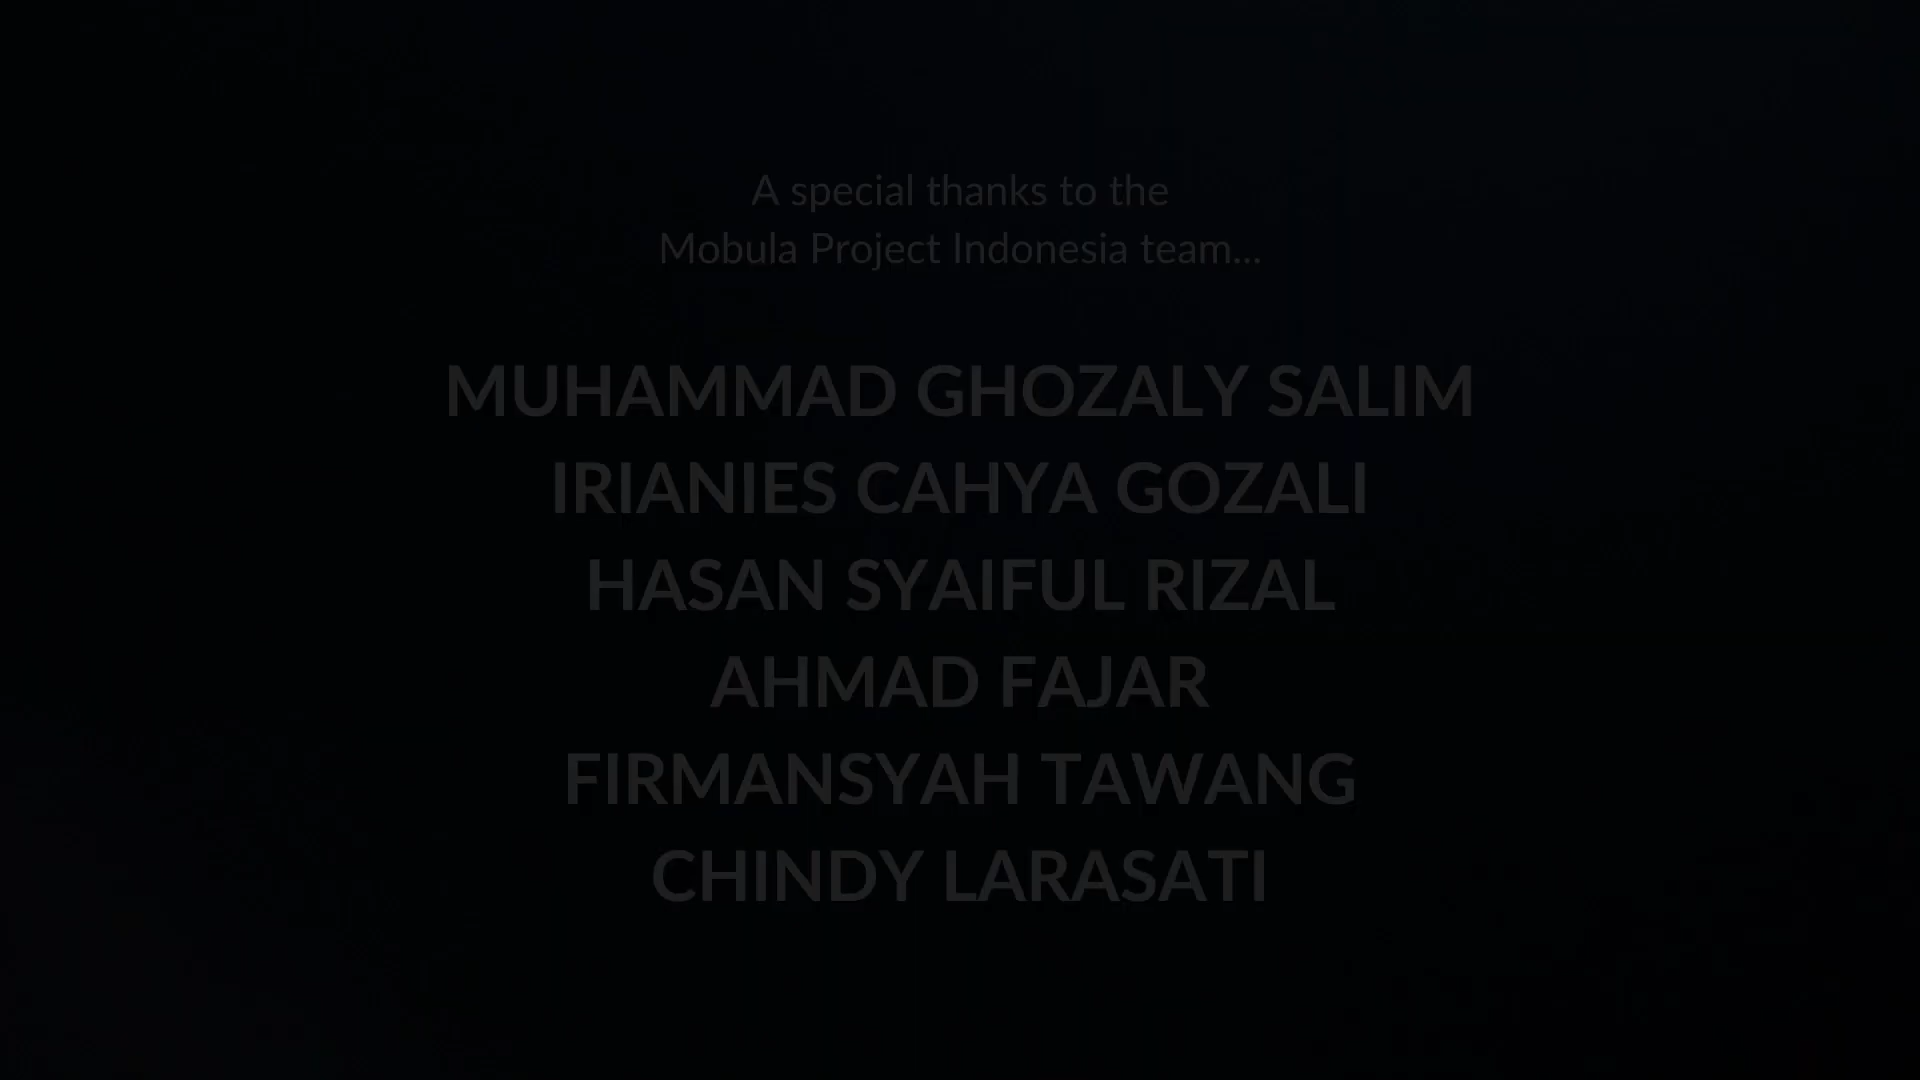 A special thanks to the
Mobula Project Indonesia team...
MUHAMMAD GHOZALY SALIM
IRIANIES CAHYA GOZALI
HASAN SYAIFUL RIZAL
AHMAD FAJAR
FIRMANSYAH TAWANG
CHINDY LARASATI